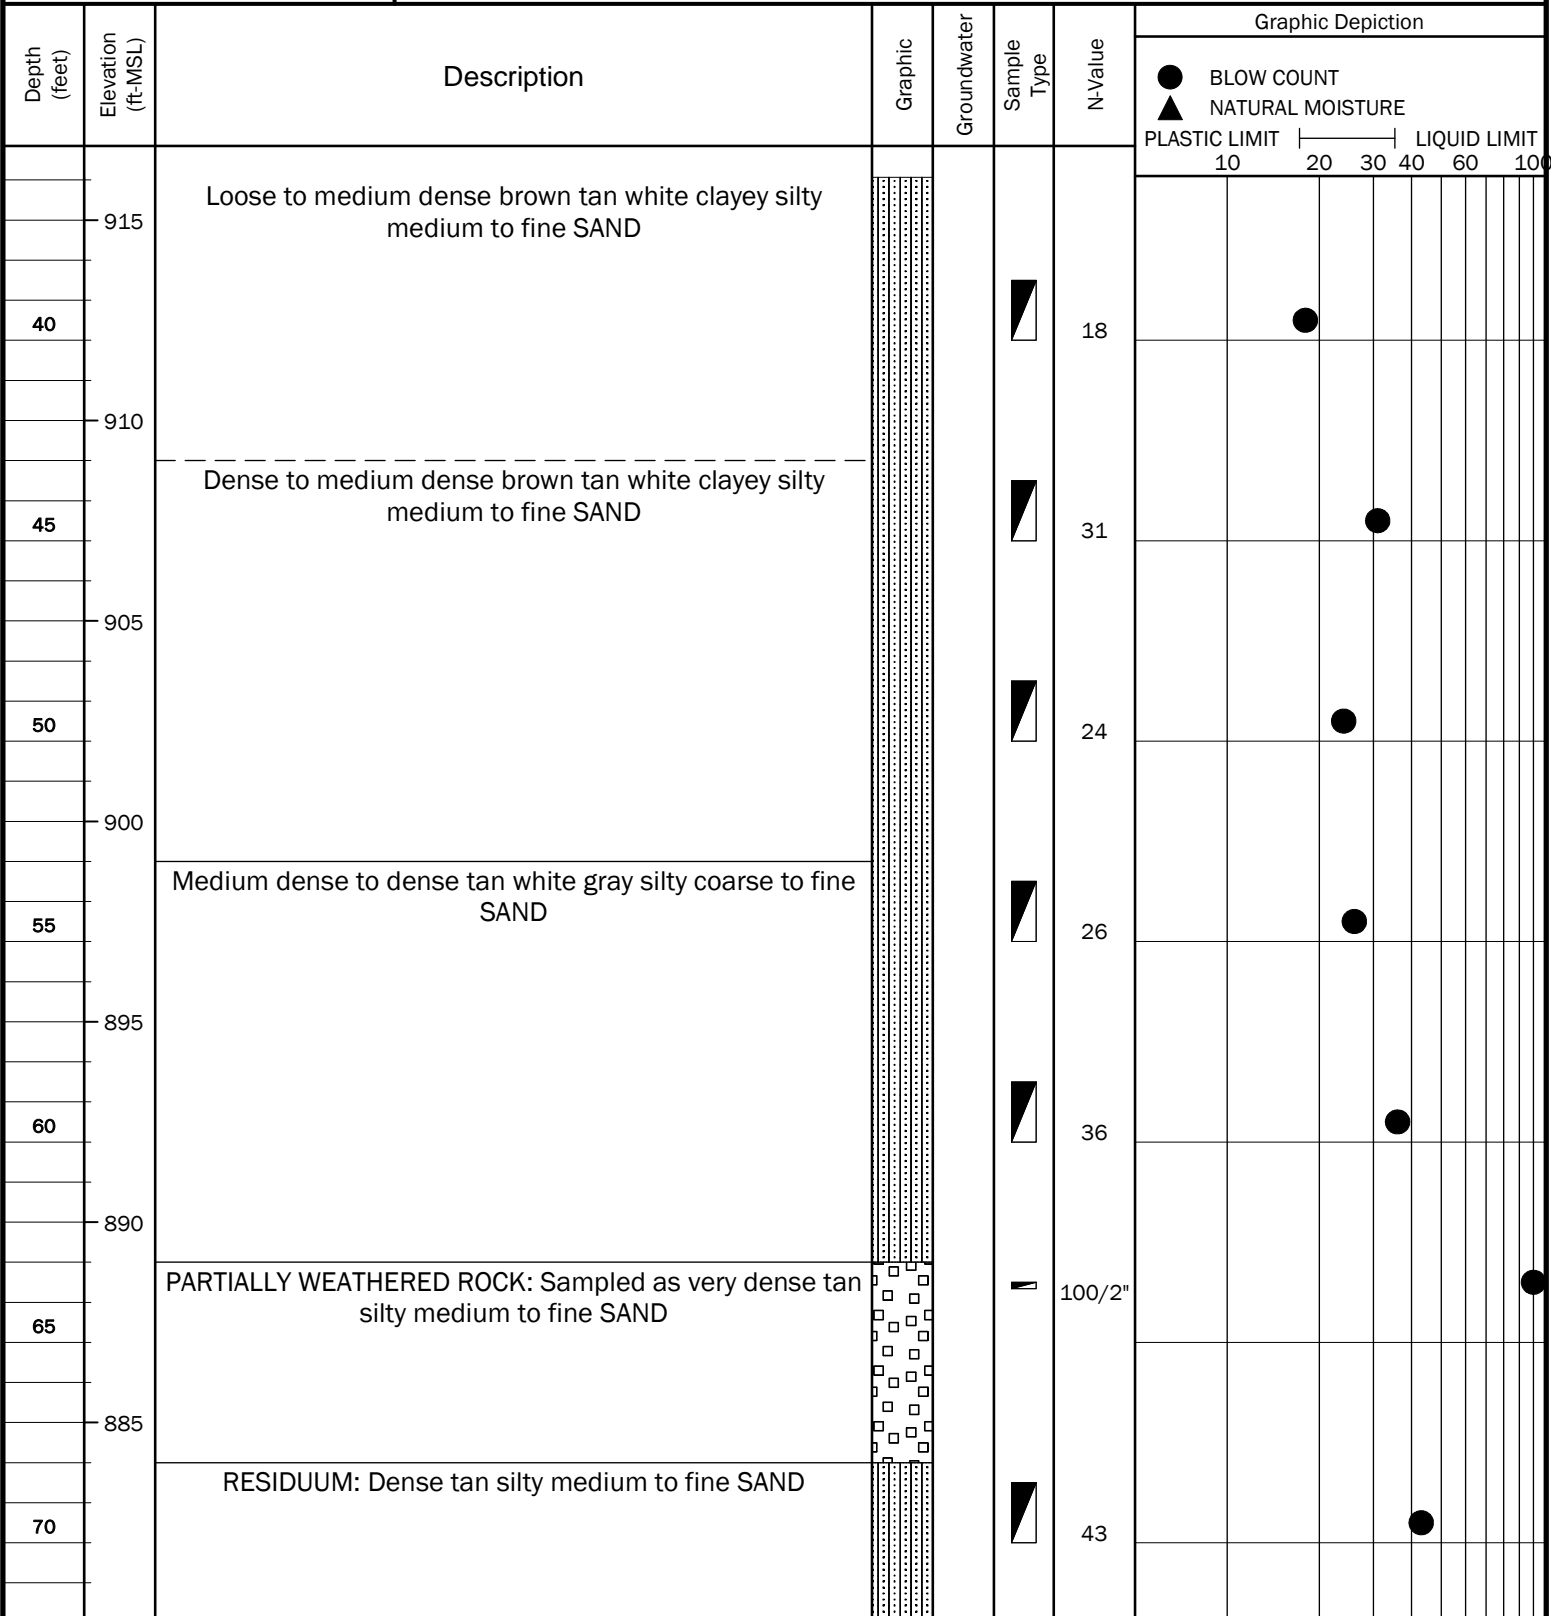 Depth
(feet)
Elevation
(ft-MSL)
Description
Graphic
Groundwater
Sample
Type
N-Value
Graphic Depiction
BLOW COUNT
NATURAL MOISTURE
PLASTIC LIMIT LIQUID LIMIT
10 20 30 40 60 100
Loose to medium dense brown tan white clayey silty
medium to fine SAND
915
40
18
910
Dense to medium dense brown tan white clayey silty
medium to fine SAND
45
31
905
50
24
900
Medium dense to dense tan white gray silty coarse to fine
SAND
55
26
895
60
36
890
PARTIALLY WEATHERED ROCK: Sampled as very dense tan
silty medium to fine SAND
100/2"
65
885
RESIDUUM: Dense tan silty medium to fine SAND
70
43